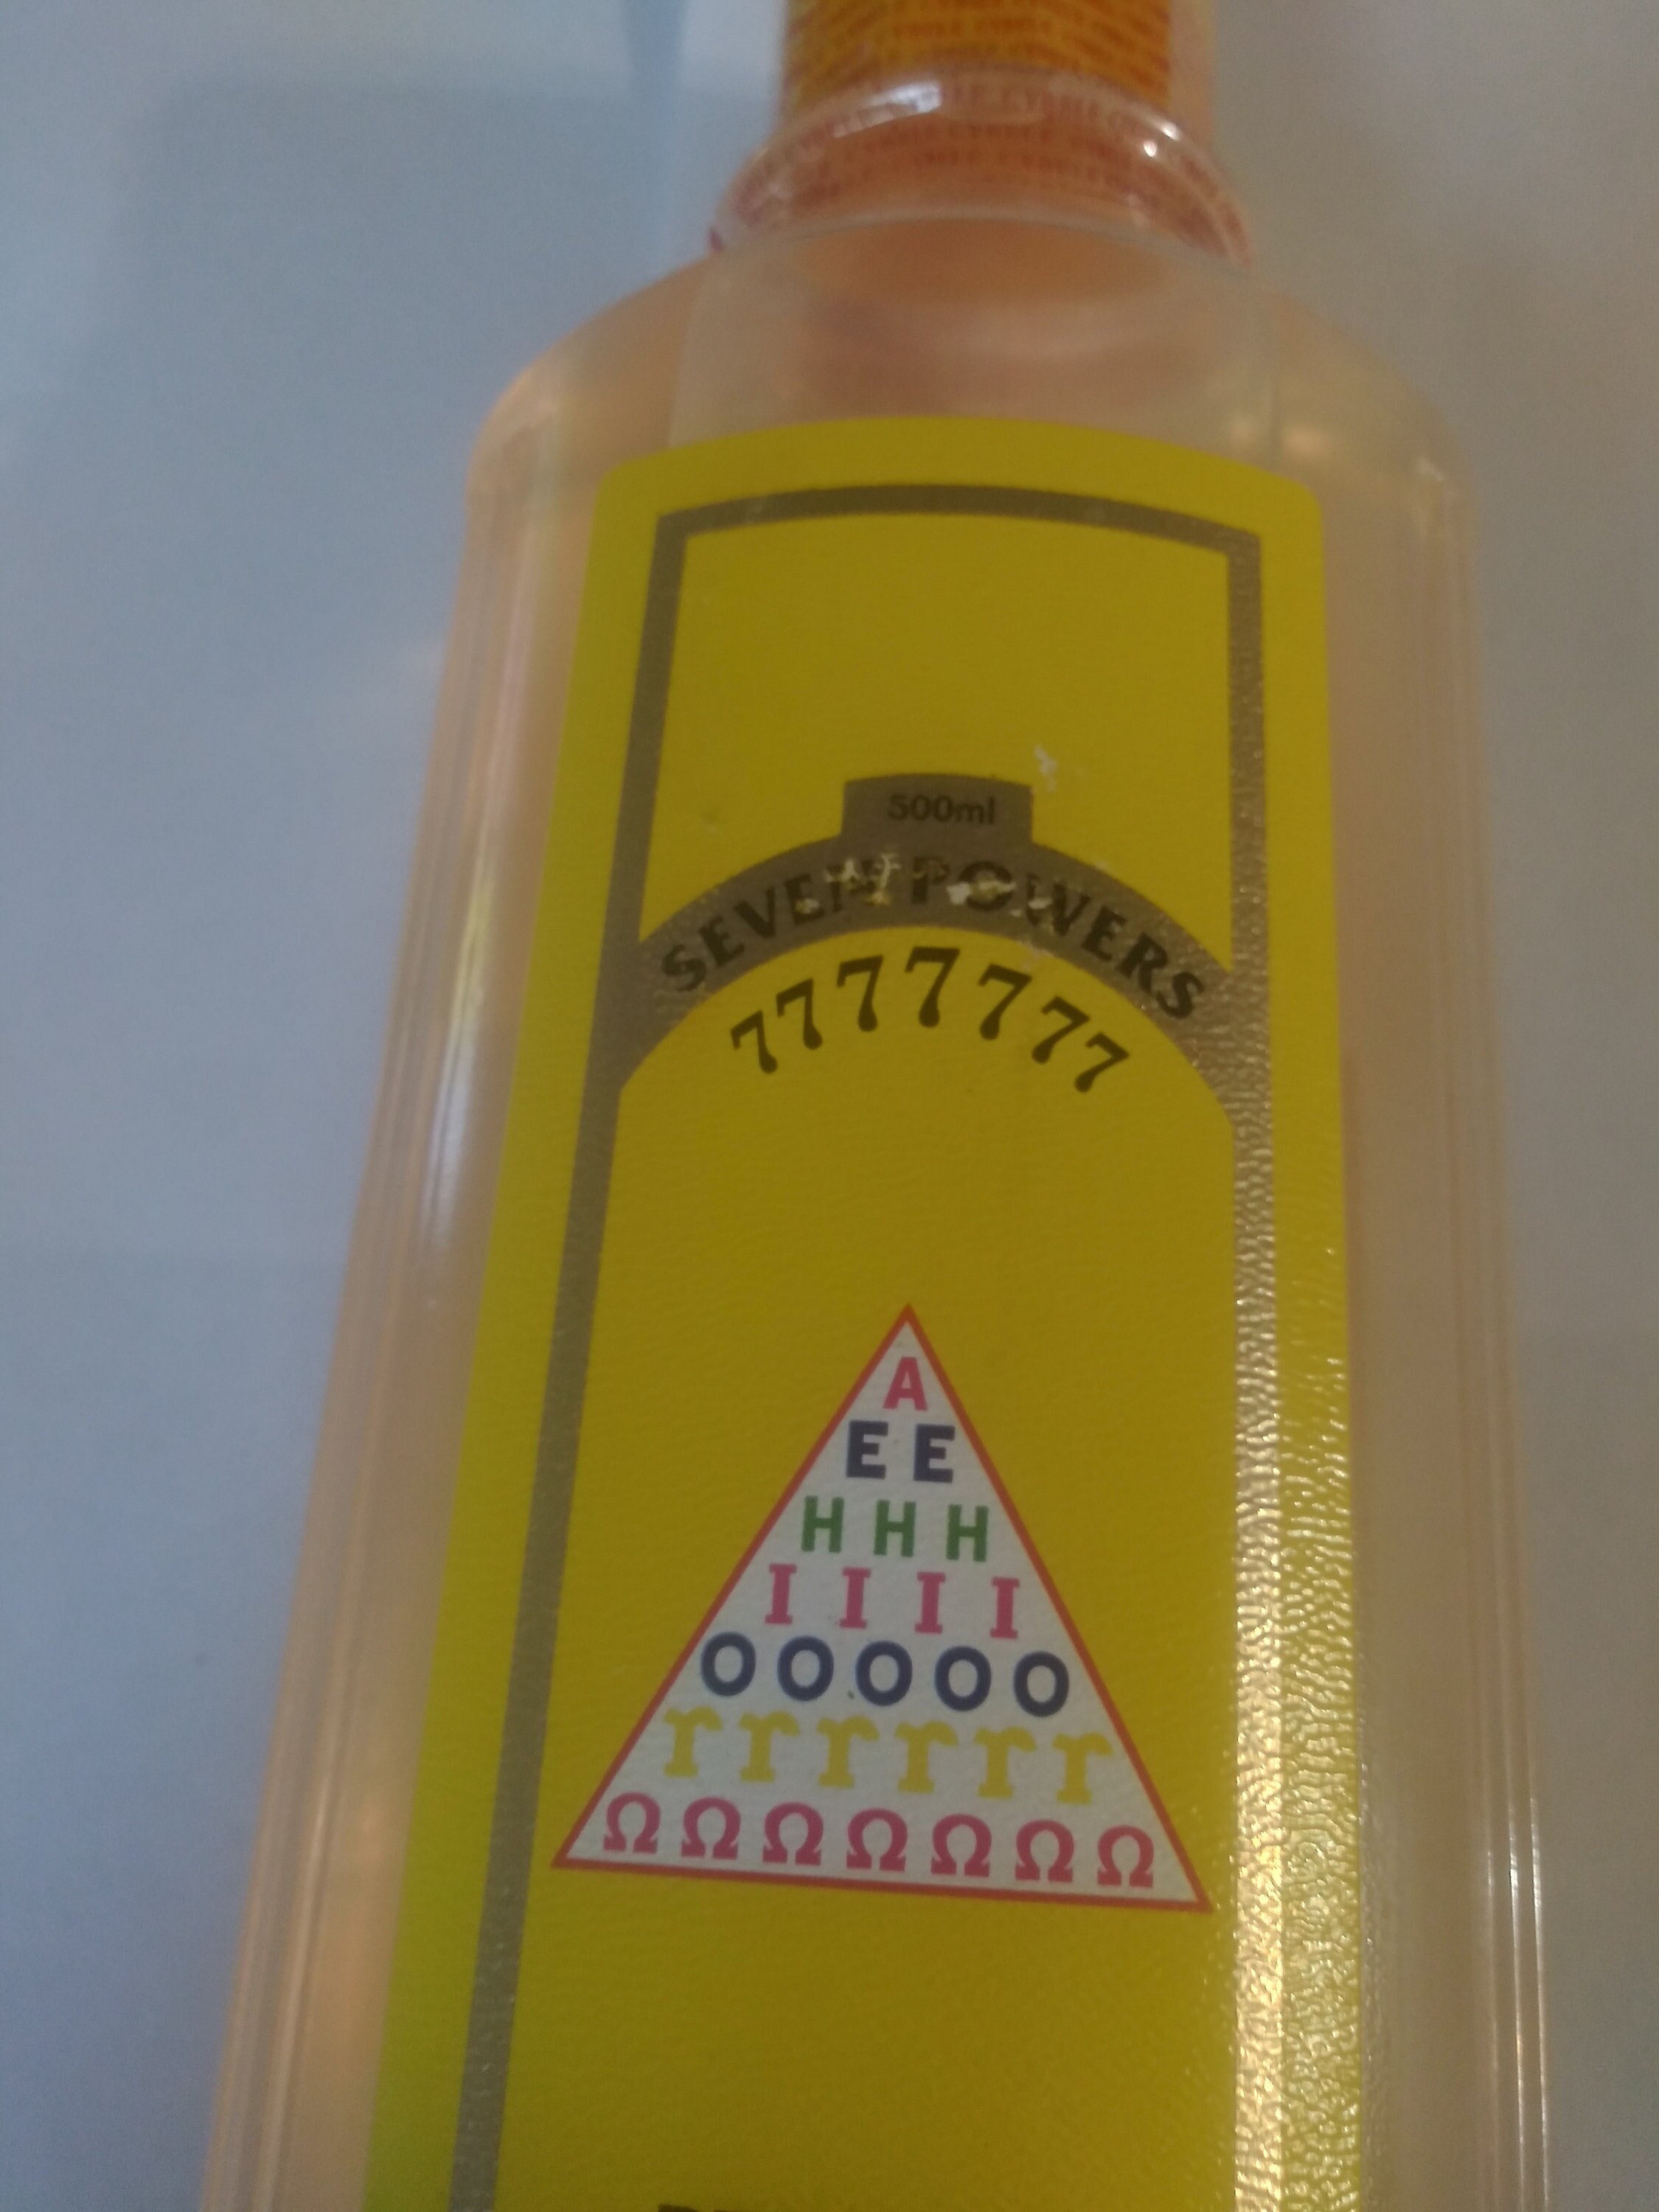 500ml
SEVEN POWERS
7777777
A
E E
H H H
I I I I
O O O O O
ϒ ϒ ϒ ϒ ϒ ϒ
Ω Ω Ω Ω Ω Ω Ω